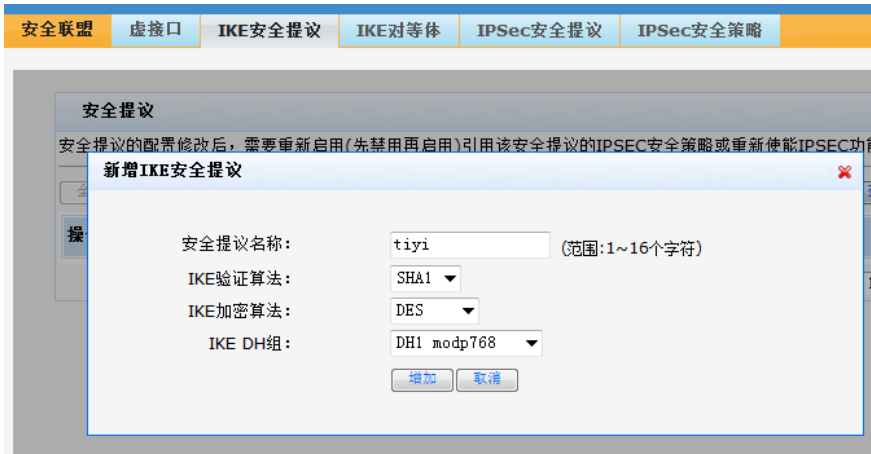 安全联盟 虚接口 IKE安全提议 IKE对等体 IPSec安全提议 IPSec安全策略
安全提议
安全提议的配置修改后，需要重新启用(先禁用再启用)引用该安全提议的IPSEC安全策略或重新使能IPSEC功
新增IKE安全提议
全
操
安全提议名称： tiyi (范围:1~16个字符)
IKE验证算法： SHA1
IKE加密算法： DES
IKE DH组： DH1 modp768
增加 取消